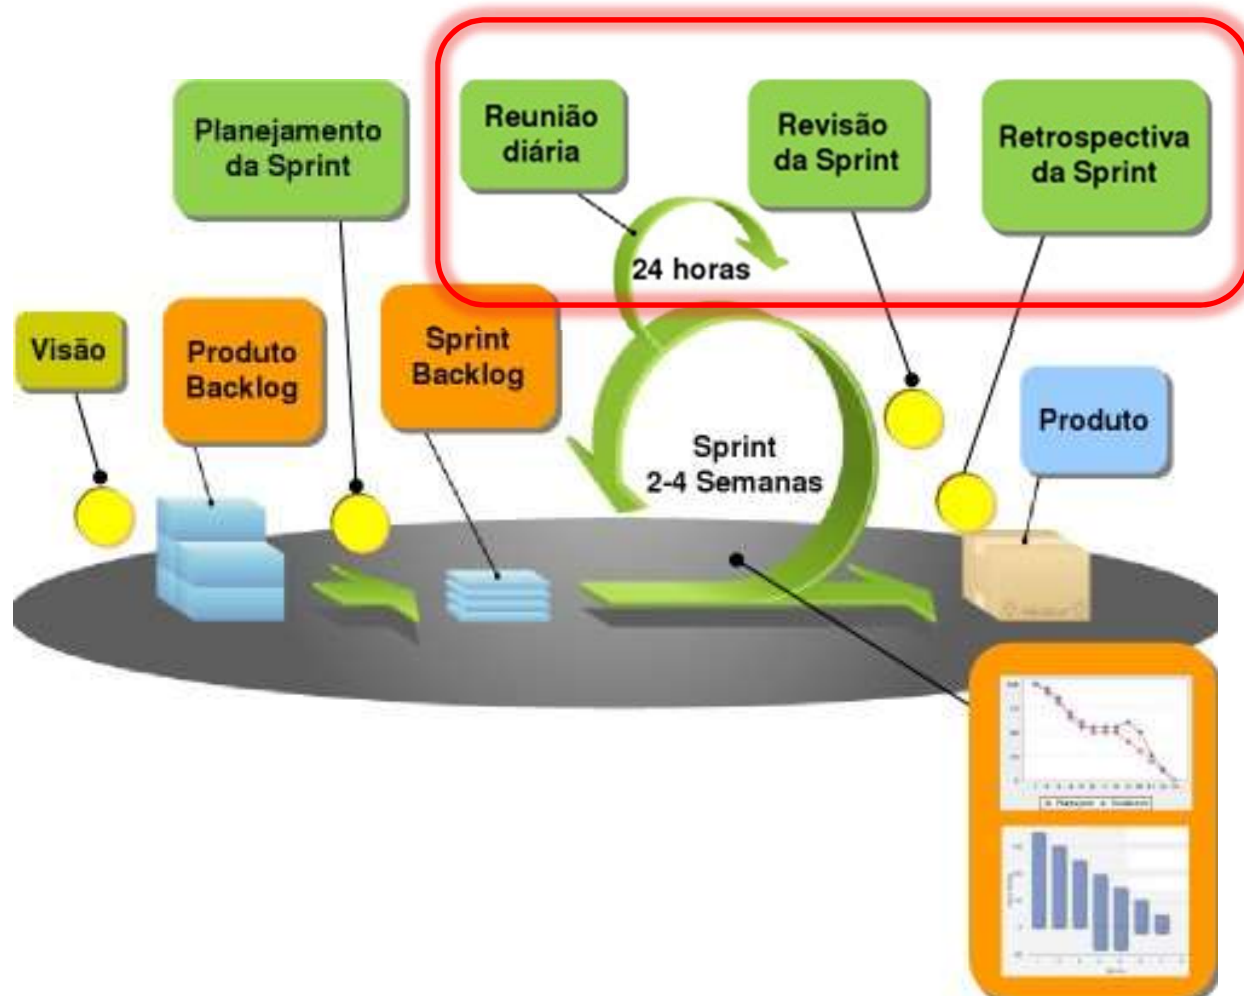 Planejamento
da Sprint
Reunião
diária
Revisão
da Sprint
Retrospectiva
da Sprint
24 horas
Visão
Produto
Backlog
Sprint
Backlog
Sprint
2-4 Semanas
Produto